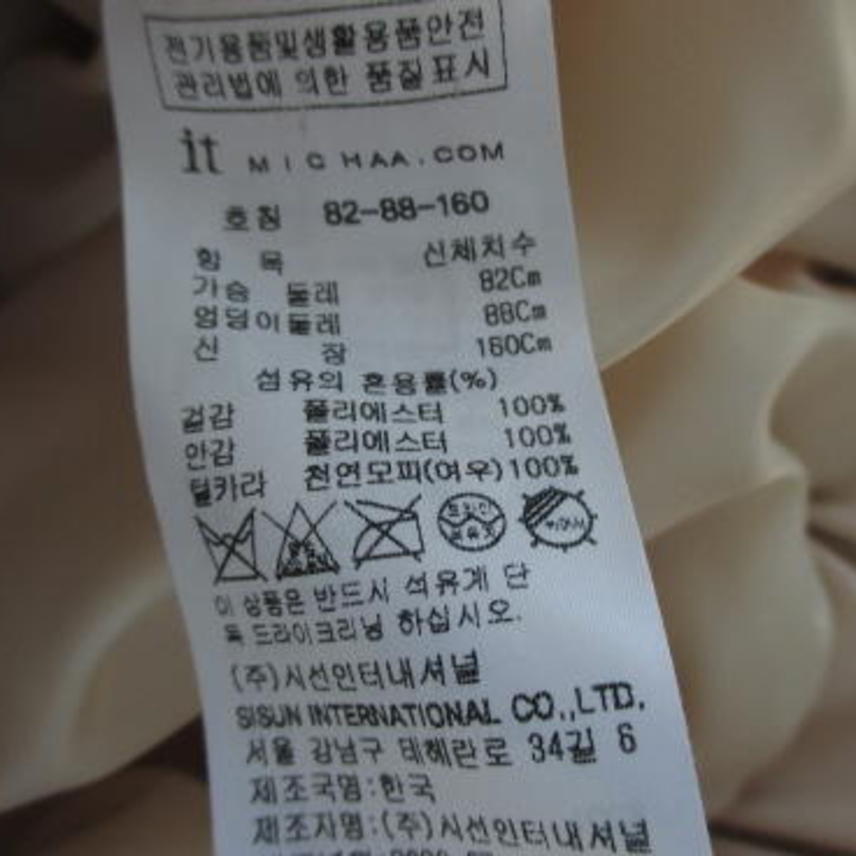 전기용품및생활용품안전
관리법에 의한 품질표시
it MICHAA.COM
호칭 82-88-160
항 목 신체치수
가슴 둘레 82Cm
엉덩이둘레 88Cm
신 장 160Cm
섬유의 혼용률(%)
겉감 폴리에스터 100%
안감 폴리에스터 100%
털카라 천연모피(여우)100%
드라이
석유계
이 상품은 반드시 석유계 단
독 드라이크리닝 하십시오.
(주)시선인터내셔널
SISUN INTERNATIONAL CO.,LTD.
서울 강남구 테헤란로 34길 6
제조국명:한국
제조자명:(주)시선인터내셔널